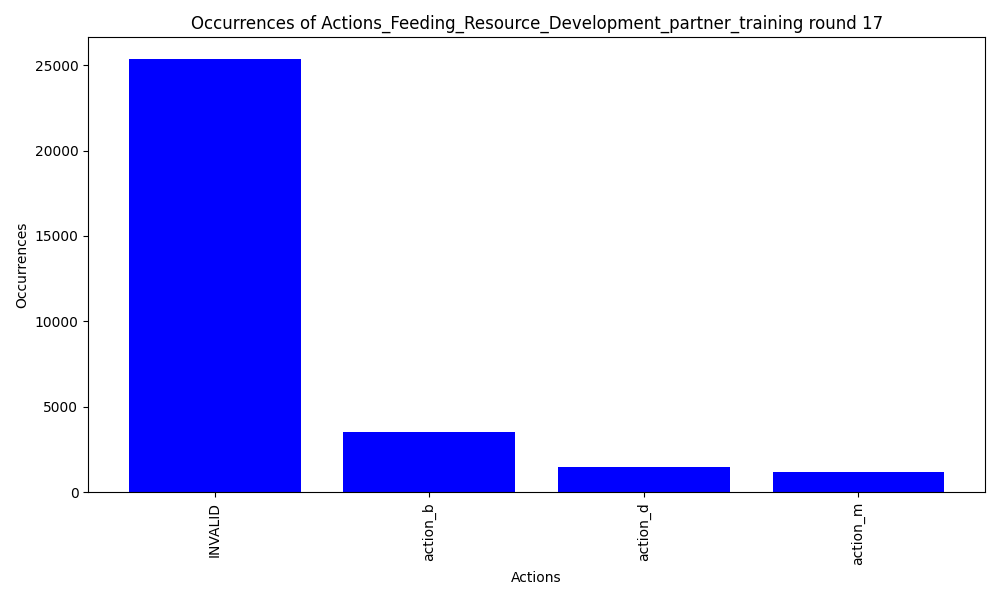 Occurrences of Actions_Feeding_Resource_Development_partner_training round 17
Occurrences
25000
20000
15000
10000
5000
0
INVALID
action_b
action_d
action_m
Actions